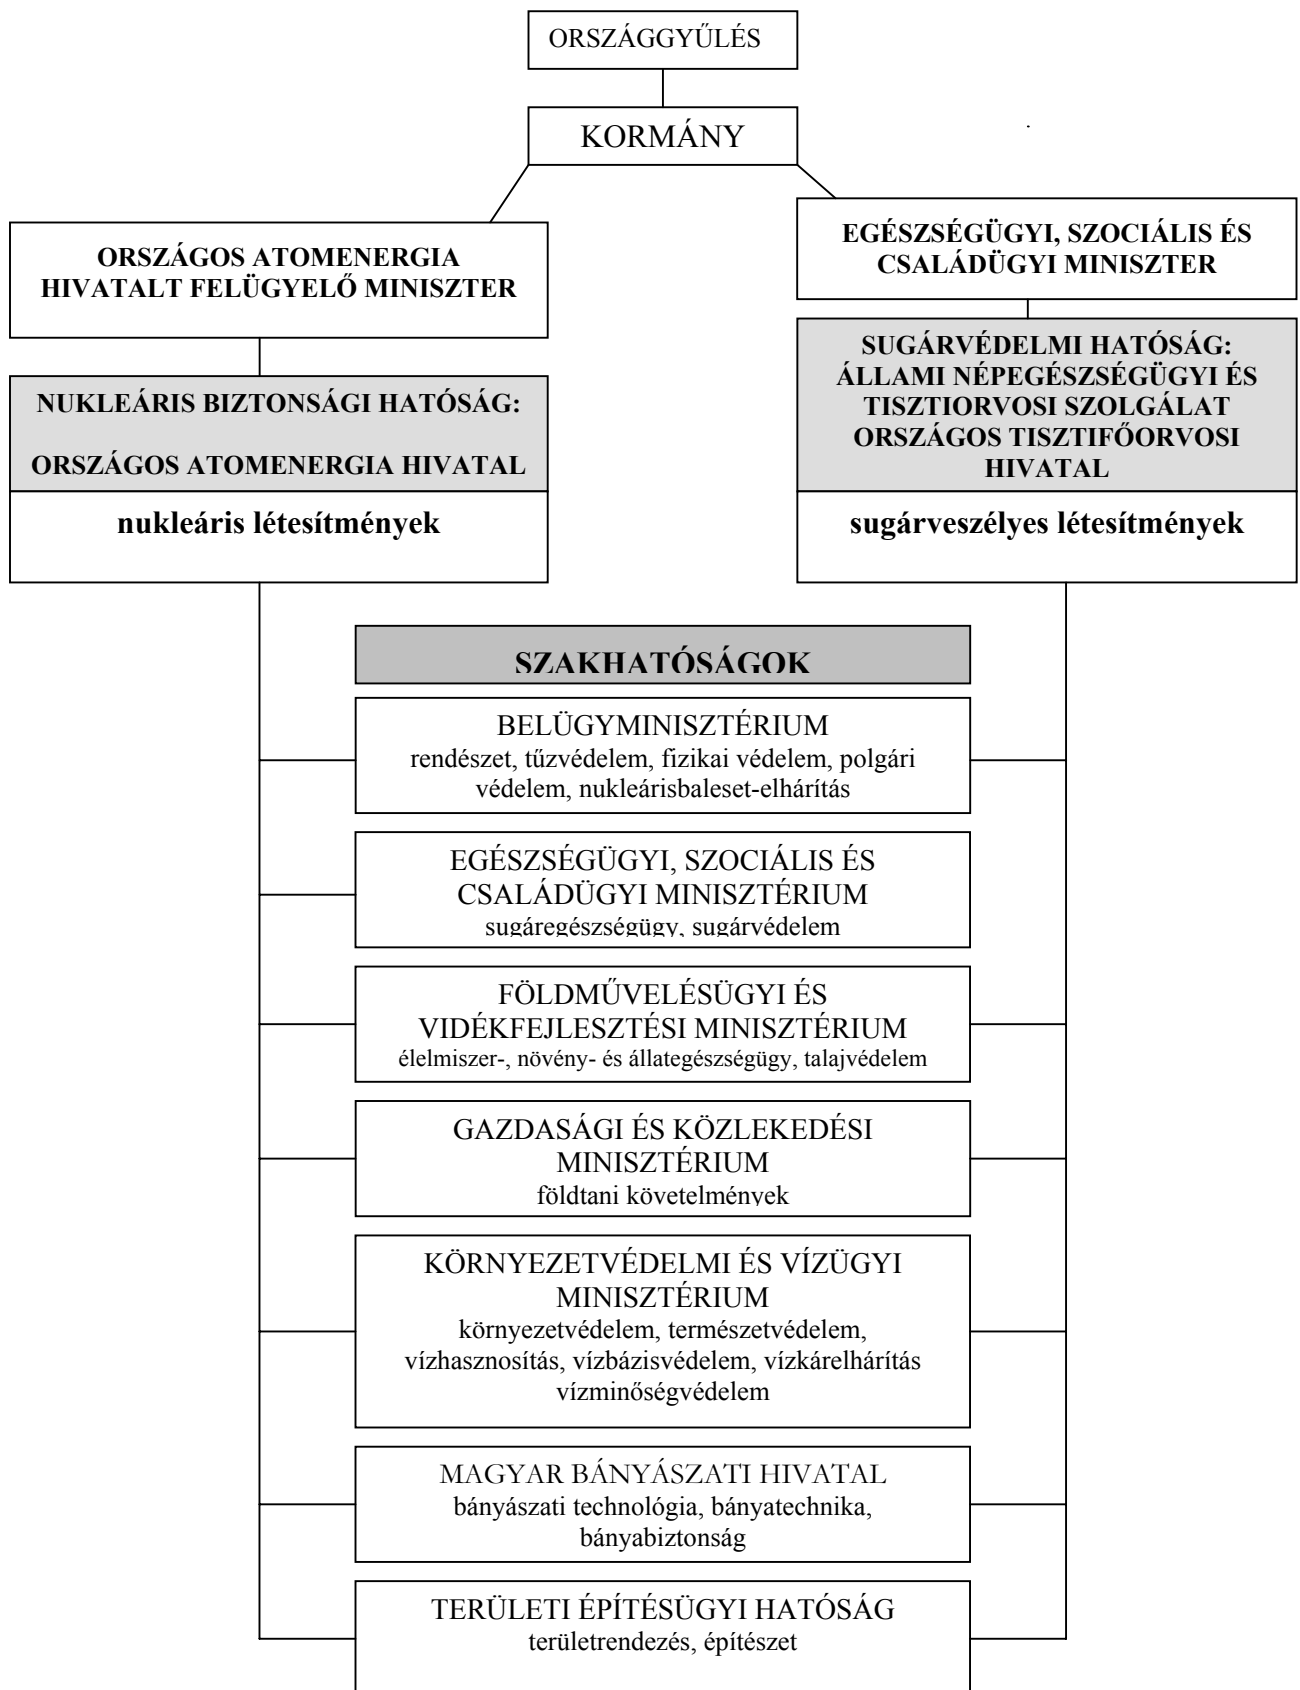 ORSZÁGGYŰLÉS
KORMÁNY
ORSZÁGOS ATOMENERGIA
HIVATALT FELÜGYELŐ MINISZTER
EGÉSZSÉGÜGYI, SZOCIÁLIS ÉS
CSALÁDÜGYI MINISZTER
NUKLEÁRIS BIZTONSÁGI HATÓSÁG:
ORSZÁGOS ATOMENERGIA HIVATAL
nukleáris létesítmények
SUGÁRVÉDELMI HATÓSÁG:
ÁLLAMI NÉPEGÉSZSÉGÜGYI ÉS
TISZTIORVOSI SZOLGÁLAT
ORSZÁGOS TISZTIFŐORVOSI
HIVATAL
sugárveszélyes létesítmények
SZAKHATÓSÁGOK
BELÜGYMINISZTÉRIUM
rendészet, tűzvédelem, fizikai védelem, polgári
védelem, nukleárisbaleset-elhárítás
EGÉSZSÉGÜGYI, SZOCIÁLIS ÉS
CSALÁDÜGYI MINISZTÉRIUM
sugáregészségügy, sugárvédelem
FÖLDMŰVELÉSÜGYI ÉS
VIDÉKFEJLESZTÉSI MINISZTÉRIUM
élelmiszer-, növény- és állategészségügy, talajvédelem
GAZDASÁGI ÉS KÖZLEKEDÉSI
MINISZTÉRIUM
földtani követelmények
KÖRNYEZETVÉDELMI ÉS VÍZÜGYI
MINISZTÉRIUM
környezetvédelem, természetvédelem,
vízhasznosítás, vízbázisvédelem, vízkárelhárítás
vízminőségvédelem
MAGYAR BÁNYÁSZATI HIVATAL
bányászati technológia, bányatechnika,
bányabiztonság
TERÜLETI ÉPÍTÉSÜGYI HATÓSÁG
területrendezés, építészet